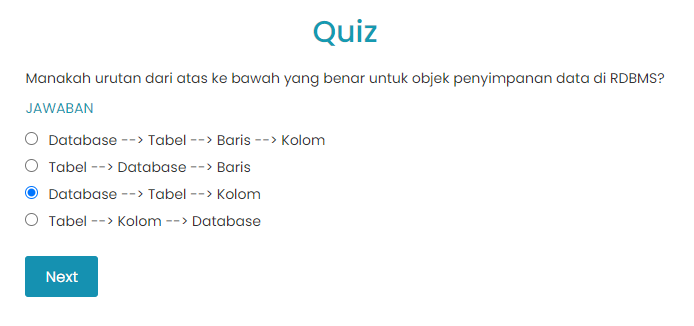 Quiz
Manakah urutan dari atas ke bawah yang benar untuk objek penyimpanan data di RDBMS?
JAWABAN
Database --> Tabel --> Baris --> Kolom
Tabel --> Database --> Baris
Database --> Tabel --> Kolom
Tabel --> Kolom --> Database
Next